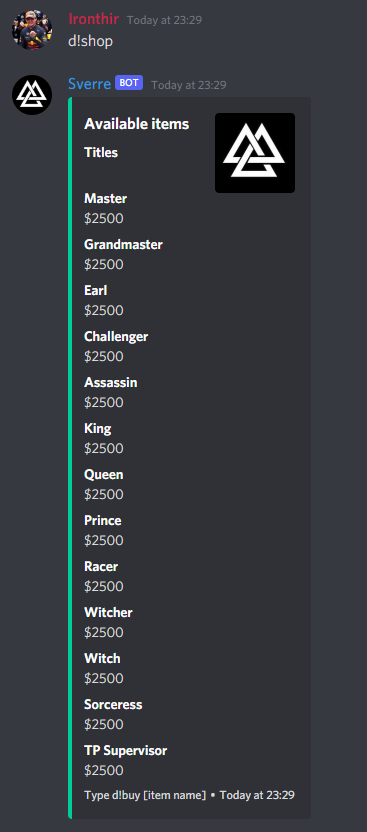 Ironthir Today at 23:29
d!shop
Sverre BOT Today at 23:29
Available items
Titles
Master
$2500
Grandmaster
$2500
Earl
$2500
Challenger
$2500
Assassin
$2500
King
$2500
Queen
$2500
Prince
$2500
Racer
$2500
Witcher
$2500
Witch
$2500
Sorceress
$2500
TP Supervisor
$2500
Type d!buy [item name] • Today at 23:29